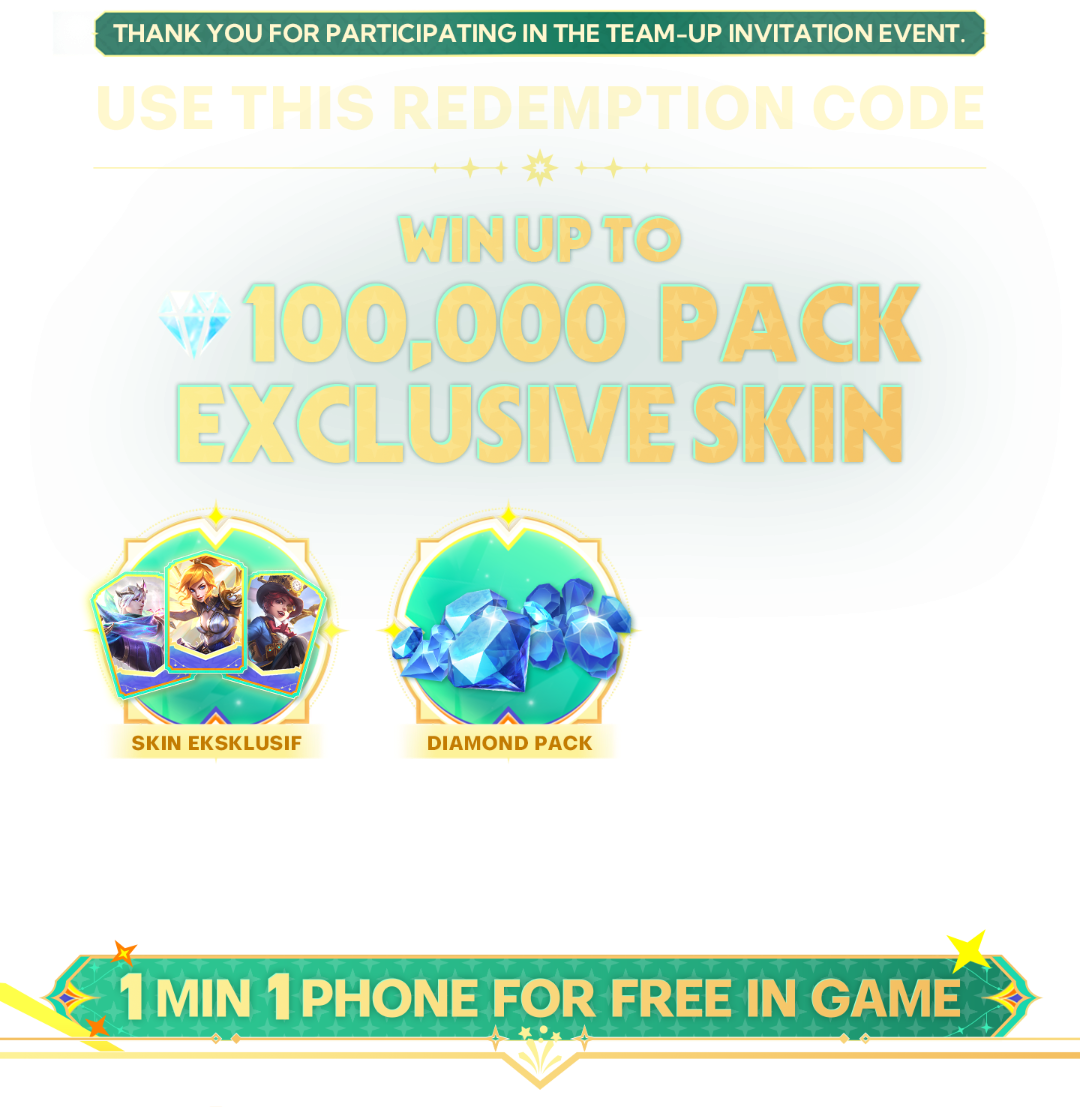 THANK YOU FOR PARTICIPATING IN THE TEAM-UP INVITATION EVENT.
USE THIS REDEMPTION CODE
WIN UP TO
100,000 PACK
EXCLUSIVE SKIN
SKIN EKSKLUSIF
DIAMOND PACK
1 MIN 1 PHONE FOR FREE IN GAME